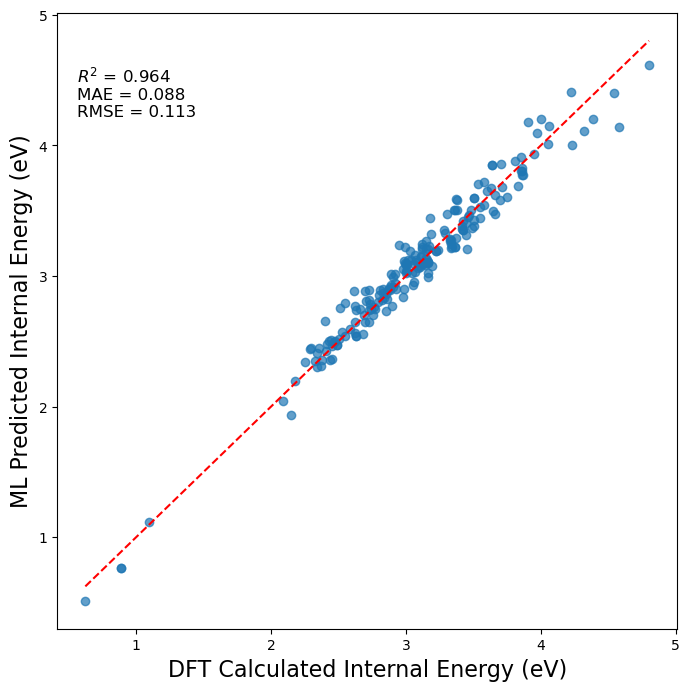 5
R² = 0.964
MAE = 0.088
RMSE = 0.113
4
3
2
1
ML Predicted Internal Energy (eV)
1 2 3 4 5
DFT Calculated Internal Energy (eV)